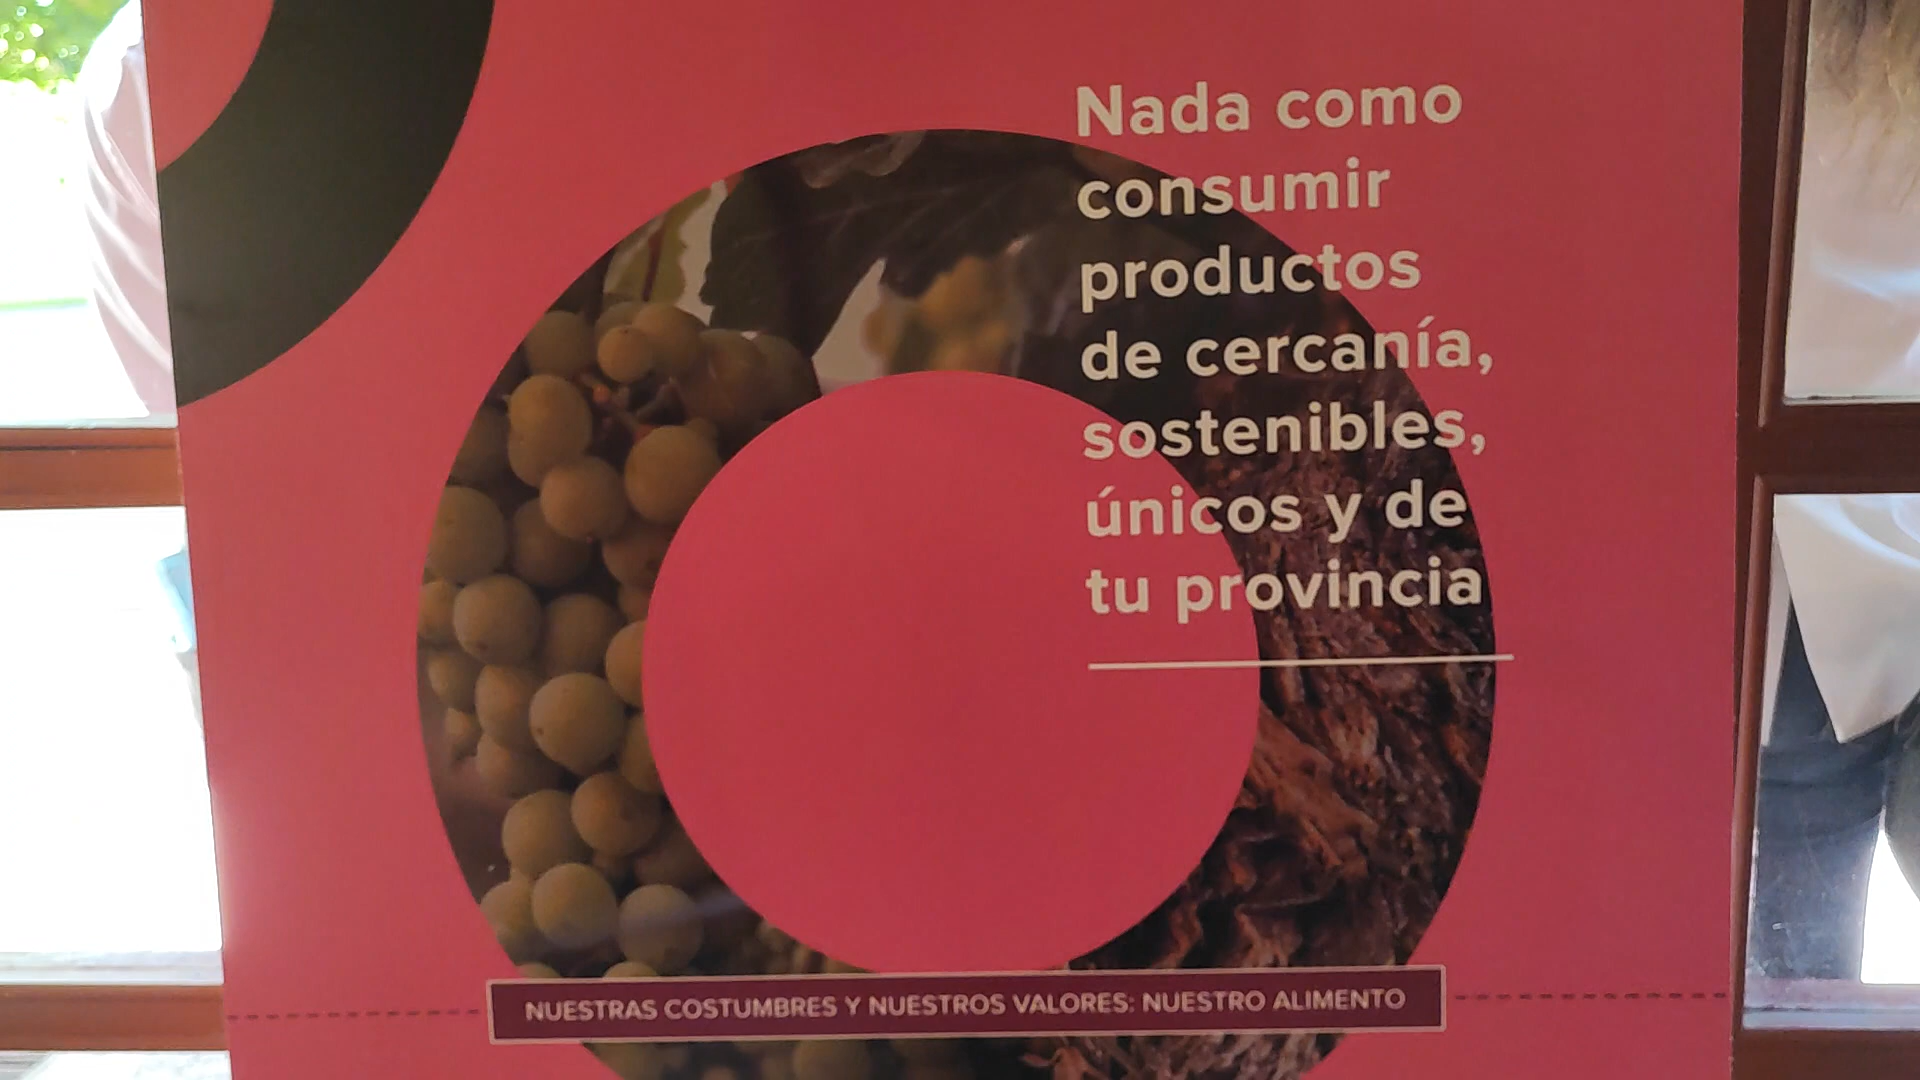 Nada como
consumir
productos
de cercanía,
sostenibles,
únicos y de
tu provincia
NUESTRAS COSTUMBRES Y NUESTROS VALORES: NUESTRO ALIMENTO